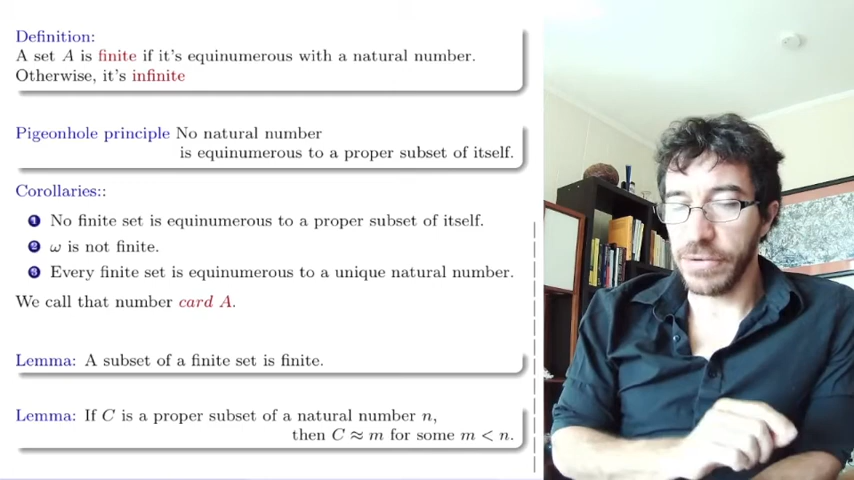 Definition:
A set A is finite if it's equinumerous with a natural number.
Otherwise, it's infinite
Pigeonhole principle No natural number
is equinumerous to a proper subset of itself.
Corollaries::
1 No finite set is equinumerous to a proper subset of itself.
2 ω is not finite.
3 Every finite set is equinumerous to a unique natural number.
We call that number card A.
Lemma: A subset of a finite set is finite.
Lemma: If C is a proper subset of a natural number n,
then C ≈ m for some m < n.